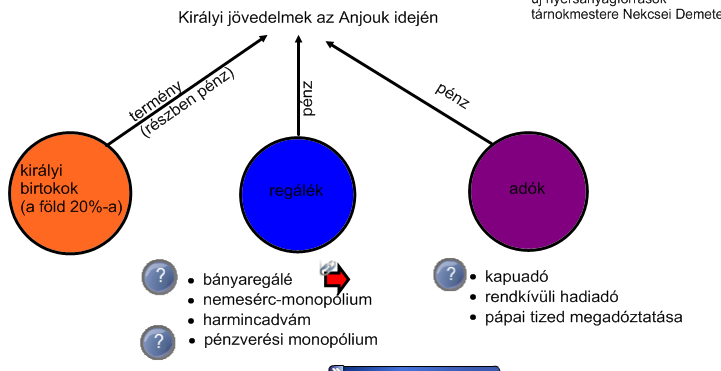 Királyi jövedelmek az Anjouk idején
új nyersanyagforrások
tárnokmestere Nekcsei Demete
termény
(részben pénz)
pénz
pénz
királyi
birtokok
(a föld 20%-a)
regálék
adók
?
• bányaregálé
• nemesérc-monopólium
• harmincadvám
?
• pénzverési monopólium
?
• kapuadó
• rendkívüli hadiadó
• pápai tized megadóztatása